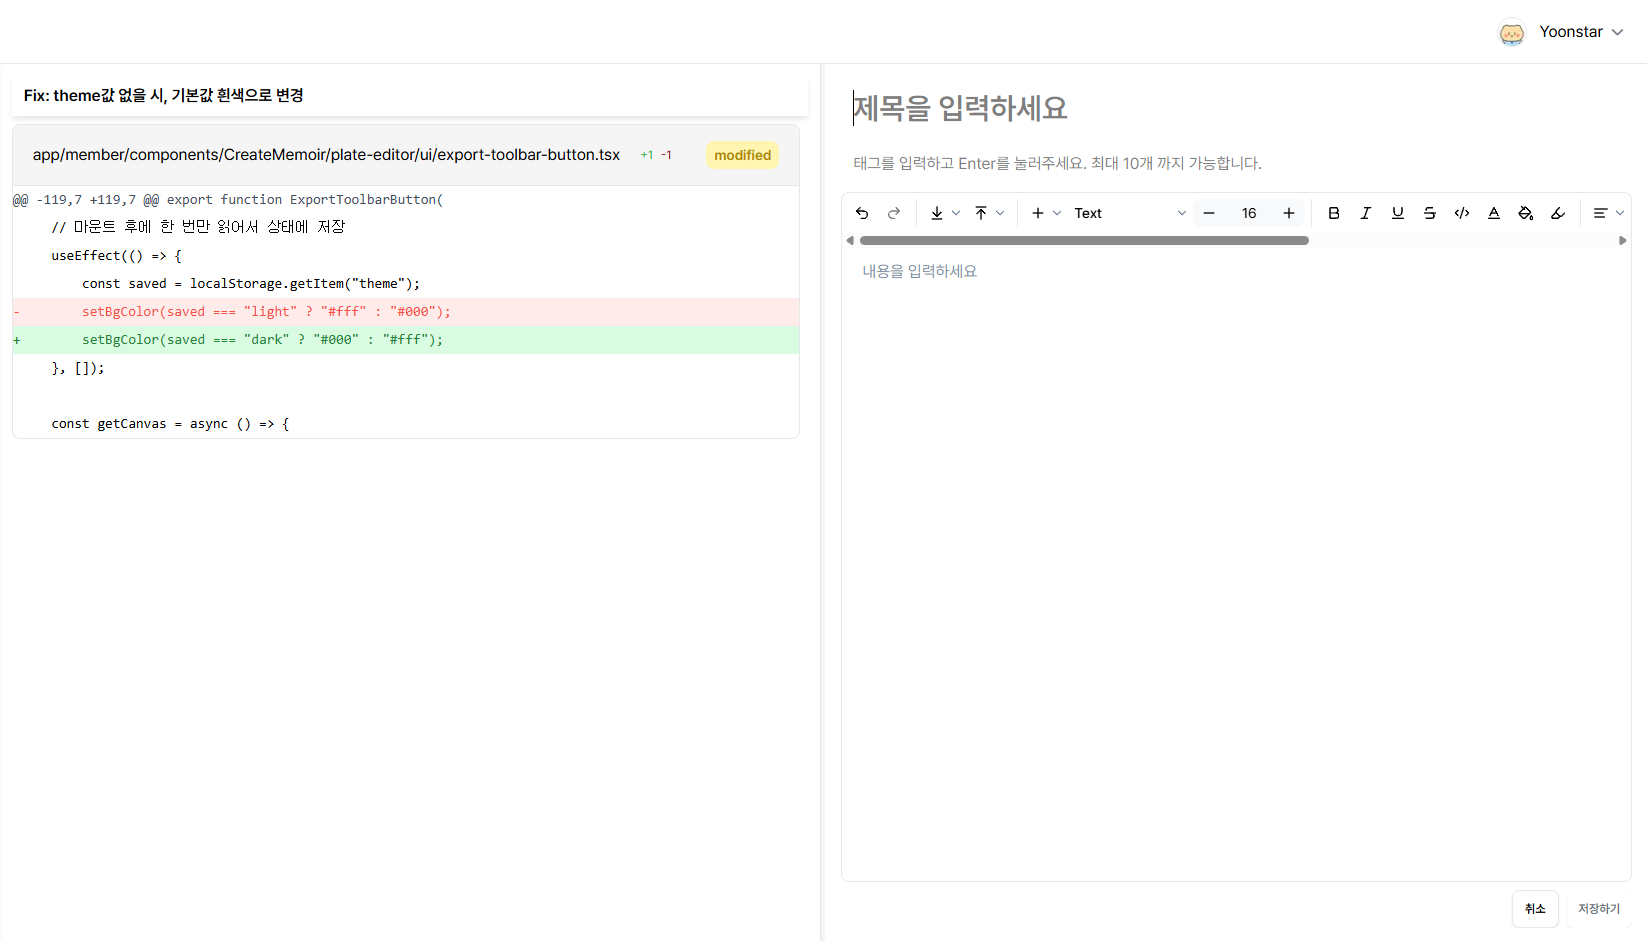 Yoonstar
Fix: theme값 없을 시, 기본값 흰색으로 변경
app/member/components/CreateMemoir/plate-editor/ui/export-toolbar-button.tsx +1 -1 modified
@@ -119,7 +119,7 @@ export function ExportToolbarButton(
// 마운트 후에 한 번만 읽어서 상태에 저장
useEffect(() => {
const saved = localStorage.getItem("theme");
- setBgColor(saved === "light" ? "#fff" : "#000");
+ setBgColor(saved === "dark" ? "#000" : "#fff");
}, []);
const getCanvas = async () => {
제목을 입력하세요
태그를 입력하고 Enter를 눌러주세요. 최대 10개 까지 가능합니다.
Text 16 B I U S A
내용을 입력하세요
취소 저장하기